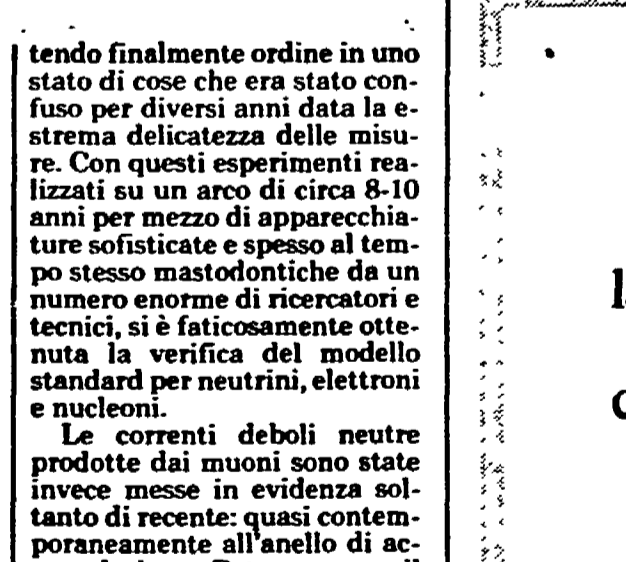 tendo finalmente ordine in uno
stato di cose che era stato con-
fuso per diversi anni data la e-
strema delicatezza delle misu-
re. Con questi esperimenti rea-
lizzati su un arco di circa 8-10
anni per mezzo di apparecchia-
ture sofisticate e spesso al tem-
po stesso mastodontiche da un
numero enorme di ricercatori e
tecnici, si è faticosamente otte-
nuta la verifica del modello
standard per neutrini, elettroni
e nucleoni.
Le correnti deboli neutre
prodotte dai muoni sono state
invece messe in evidenza sol-
tanto di recente: quasi contem-
poraneamente all'anello di ac-